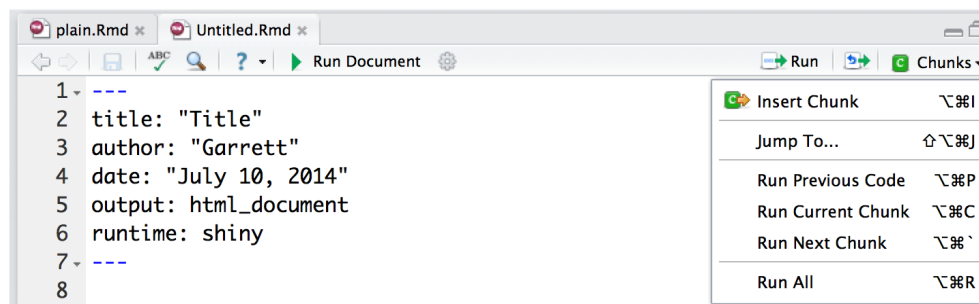 plain.Rmd × Untitled.Rmd ×
ABC ? Run Document Run C Chunks
1 ---
2 title: "Title"
3 author: "Garrett"
4 date: "July 10, 2014"
5 output: html_document
6 runtime: shiny
7 ---
8
C Insert Chunk ⌥⌘I
Jump To... ⇧⌥⌘J
Run Previous Code ⌥⌘P
Run Current Chunk ⌥⌘C
Run Next Chunk ⌥⌘`
Run All ⌥⌘R